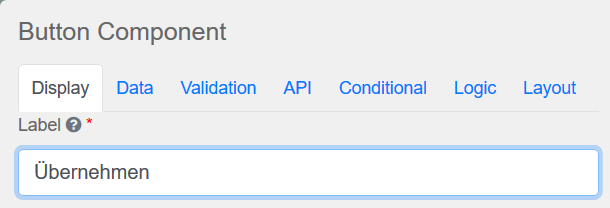 Button Component
Display Data Validation API Conditional Logic Layout
Label ? *
Übernehmen